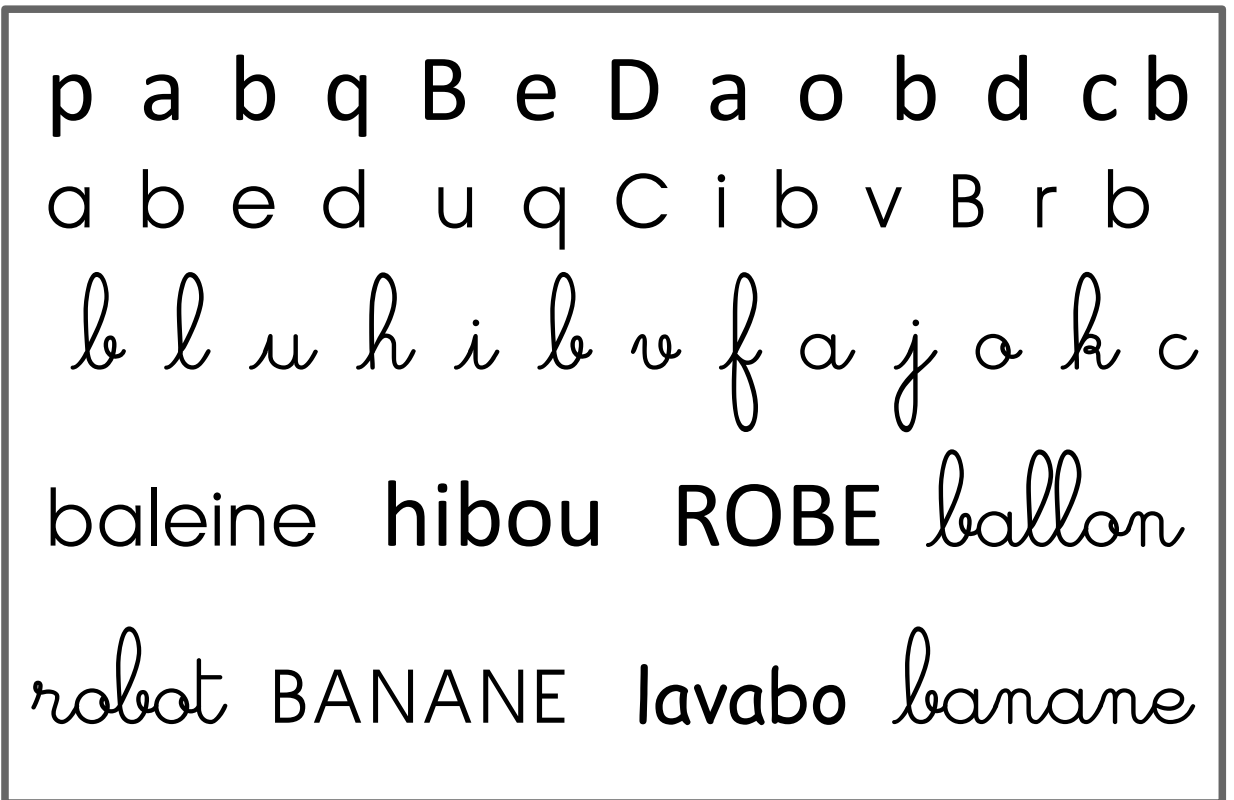 p a b q B e D a o b d c b
a b e d u q C i b v B r b
b l u h i b v f a j o k c
baleine hibou ROBE ballon
robot BANANE lavabo banane